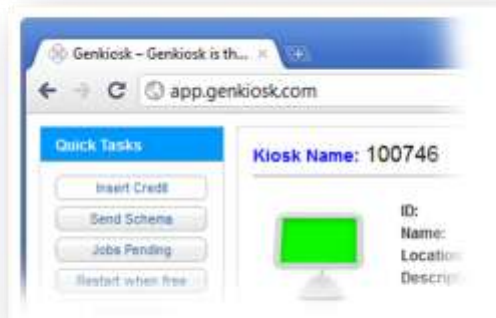 Genkiosk – Genkiosk is th...
app.genkiosk.com
Quick Tasks
Insert Credit
Send Schema
Jobs Pending
Restart when free
Kiosk Name: 100746
ID:
Name:
Location
Descrip